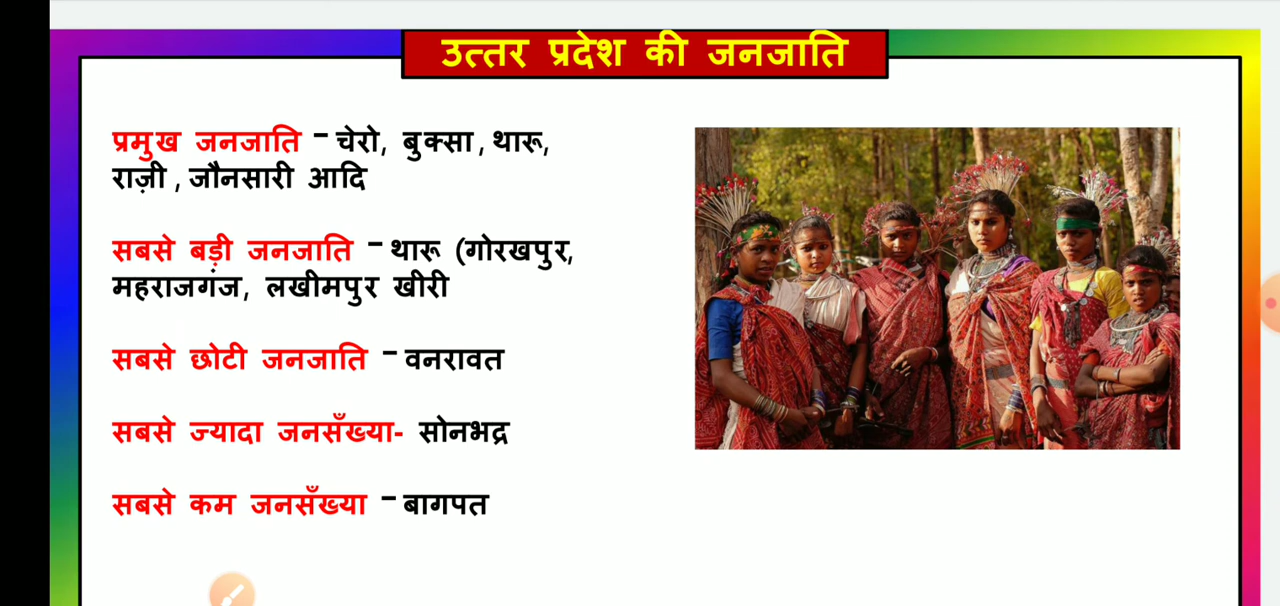 उत्तर प्रदेश की जनजाति
प्रमुख जनजाति – चेरो, बुक्सा , थारू,
राज़ी , जौनसारी आदि
सबसे बड़ी जनजाति – थारू (गोरखपुर,
महराजगंज, लखीमपुर खीरी
सबसे छोटी जनजाति – वनरावत
सबसे ज्यादा जनसँख्या- सोनभद्र
सबसे कम जनसँख्या – बागपत